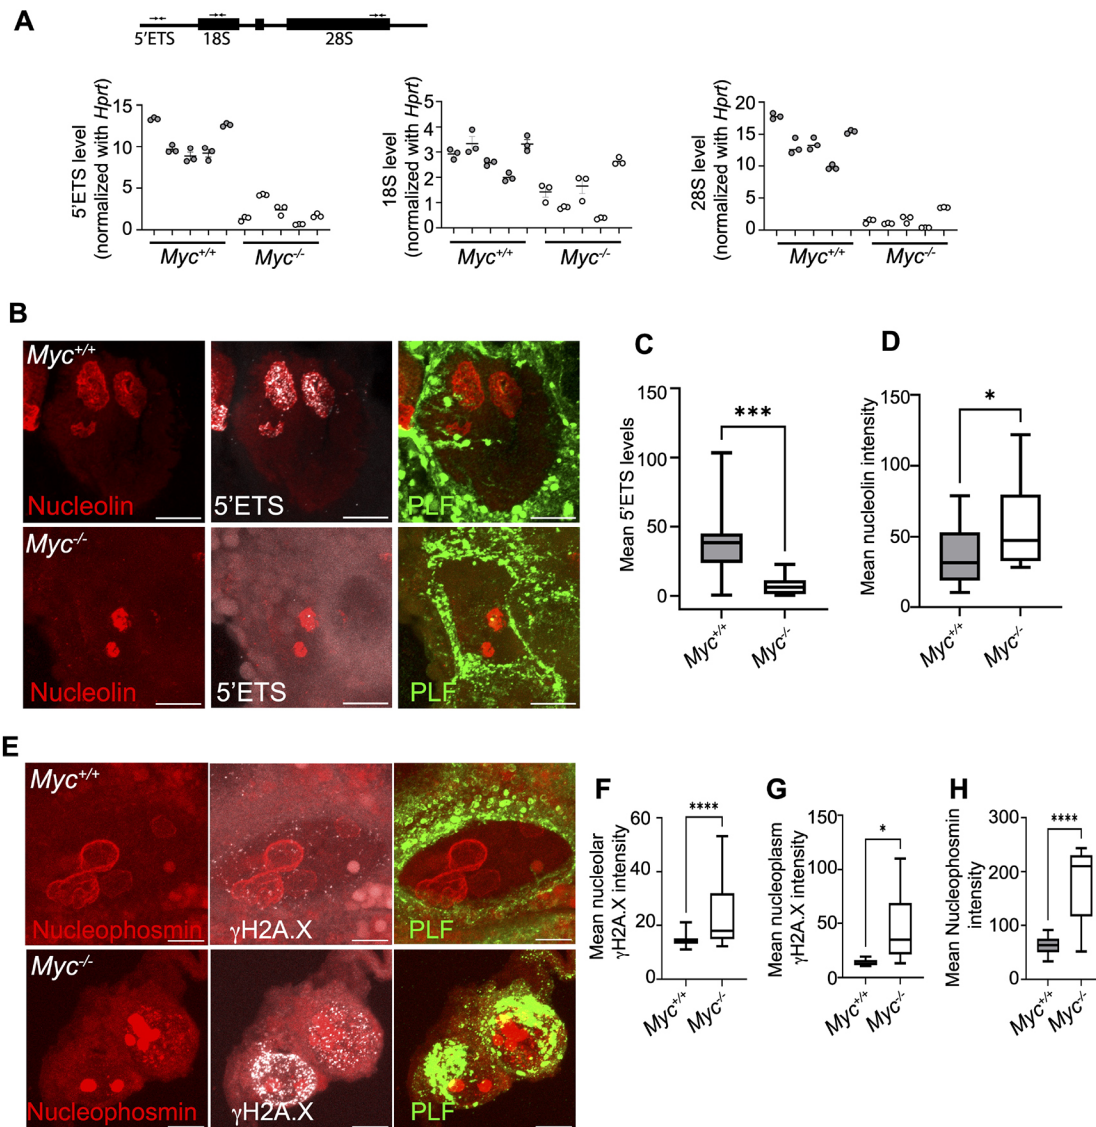 A
5'ETS 18S 28S
5'ETS level
(normalized with Hprt)
15
10
5
0
Myc+/+ Myc-/-
18S level
(normalized with Hprt)
5
4
3
2
1
0
Myc+/+ Myc-/-
28S level
(normalized with Hprt)
20
15
10
5
0
Myc+/+ Myc-/-
B
Myc+/+
Nucleolin 5'ETS PLF
Myc-/-
Nucleolin 5'ETS PLF
C
Mean 5'ETS levels
150
100
50
0
***
Myc+/+ Myc-/-
D
Mean nucleolin intensity
150
100
50
0
*
Myc+/+ Myc-/-
E
Myc+/+
Nucleophosmin γH2A.X PLF
Myc-/-
Nucleophosmin γH2A.X PLF
F
Mean nucleolar
γH2A.X intensity
60
40
20
0
****
Myc+/+ Myc-/-
G
Mean nucleoplasm
γH2A.X intensity
150
100
50
0
*
Myc+/+ Myc-/-
H
Mean Nucleophosmin
intensity
300
200
100
0
****
Myc+/+ Myc-/-